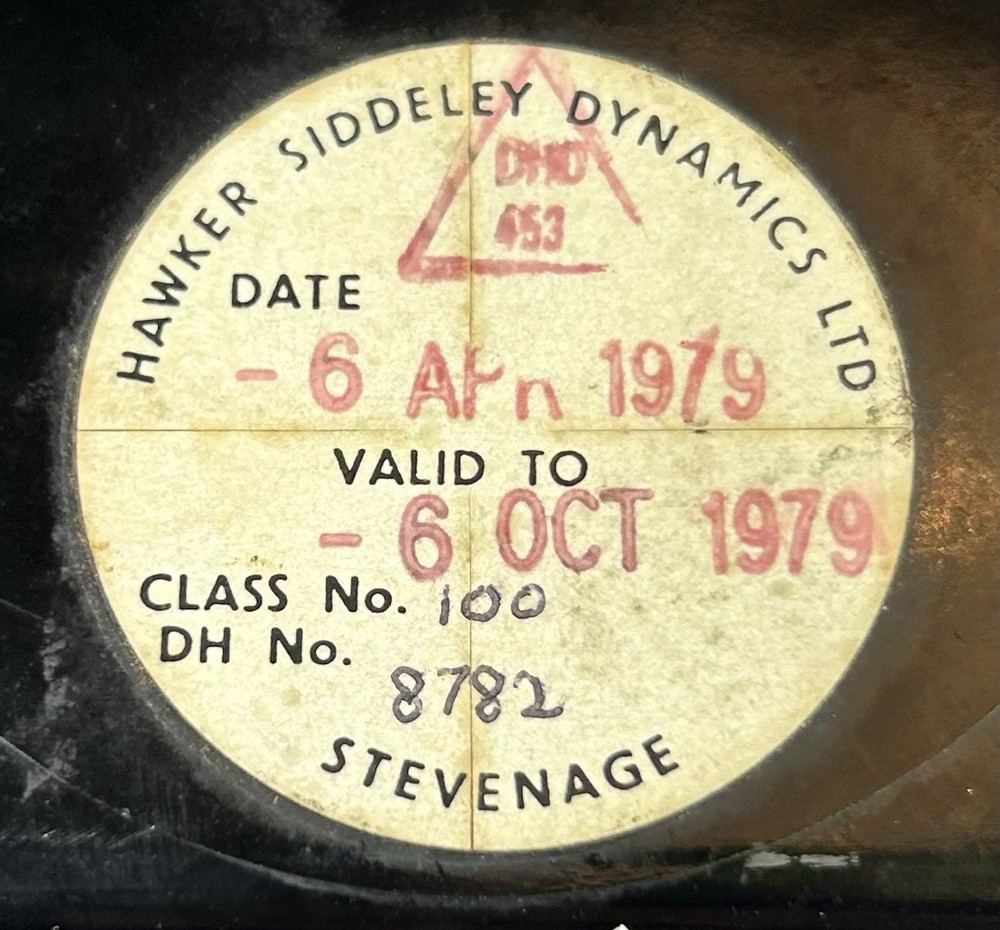 HAWKER SIDDELEY DYNAMICS LTD
DHD
453
DATE
- 6 APR 1979
VALID TO
- 6 OCT 1979
CLASS No. 100
DH No.
8782
STEVENAGE